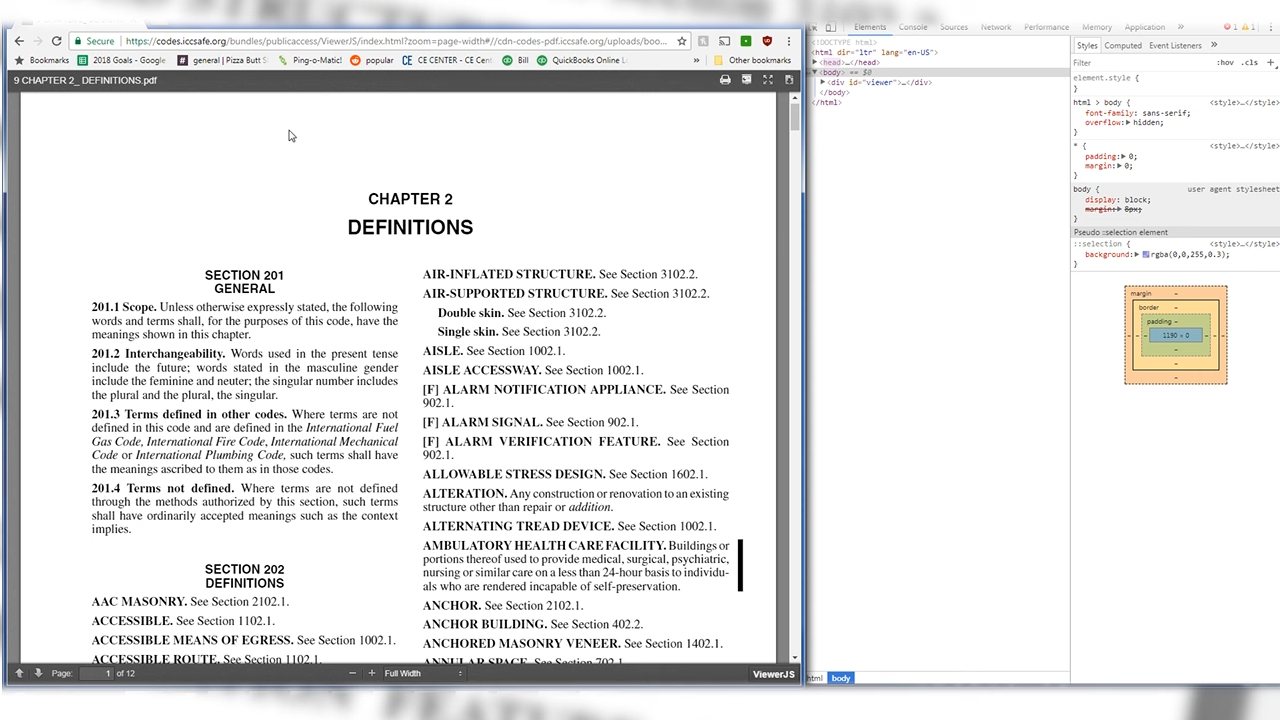 Secure
https://codes.iccsafe.org/bundles/publicaccess/ViewerJS/index.html?zoom=page-width#//cdn-codes-pdf.iccsafe.org/uploads/boo...
Bookmarks
2018 Goals - Google
general | Pizza Butt S
Ping-o-Matic!
popular
CE CENTER - CE Cent
Bill
QuickBooks Online Lo
»
Other bookmarks
9 CHAPTER 2_ DEFINITIONS.pdf
CHAPTER 2
DEFINITIONS
SECTION 201
GENERAL
201.1 Scope. Unless otherwise expressly stated, the following
words and terms shall, for the purposes of this code, have the
meanings shown in this chapter.
201.2 Interchangeability. Words used in the present tense
include the future; words stated in the masculine gender
include the feminine and neuter; the singular number includes
the plural and the plural, the singular.
201.3 Terms defined in other codes. Where terms are not
defined in this code and are defined in the International Fuel
Gas Code, International Fire Code, International Mechanical
Code or International Plumbing Code, such terms shall have
the meanings ascribed to them as in those codes.
201.4 Terms not defined. Where terms are not defined
through the methods authorized by this section, such terms
shall have ordinarily accepted meanings such as the context
implies.
SECTION 202
DEFINITIONS
AAC MASONRY. See Section 2102.1.
ACCESSIBLE. See Section 1102.1.
ACCESSIBLE MEANS OF EGRESS. See Section 1002.1.
ACCESSIBLE ROUTE. See Section 1102.1.
AIR-INFLATED STRUCTURE. See Section 3102.2.
AIR-SUPPORTED STRUCTURE. See Section 3102.2.
Double skin. See Section 3102.2.
Single skin. See Section 3102.2.
AISLE. See Section 1002.1.
AISLE ACCESSWAY. See Section 1002.1.
[F] ALARM NOTIFICATION APPLIANCE. See Section
902.1.
[F] ALARM SIGNAL. See Section 902.1.
[F] ALARM VERIFICATION FEATURE. See Section
902.1.
ALLOWABLE STRESS DESIGN. See Section 1602.1.
ALTERATION. Any construction or renovation to an existing
structure other than repair or addition.
ALTERNATING TREAD DEVICE. See Section 1002.1.
AMBULATORY HEALTH CARE FACILITY. Buildings or
portions thereof used to provide medical, surgical, psychiatric,
nursing or similar care on a less than 24-hour basis to individu-
als who are rendered incapable of self-preservation.
ANCHOR. See Section 2102.1.
ANCHOR BUILDING. See Section 402.2.
ANCHORED MASONRY VENEER. See Section 1402.1.
ANNULAR SPACE. See Section 702.1.
Page: 1 of 12
− + Full Width
ViewerJS
Elements Console Sources Network Performance Memory Application » 1 1
<!DOCTYPE html>
<html dir="ltr" lang="en-US">
<head>…</head>
<body> == $0
<div id="viewer">…</div>
</body>
</html>
html body
Styles Computed Event Listeners »
Filter :hov .cls +
element.style {
}
html > body { <style>…</style>
font-family: sans-serif;
overflow: hidden;
}
* { <style>…</style>
padding: 0;
margin: 0;
}
body { user agent stylesheet
display: block;
margin: 8px;
}
Pseudo ::selection element
::selection { <style>…</style>
background: rgba(0,0,255,0.3);
}
margin −
border −
padding −
− − − 1190 × 0 − − −
−
−
−